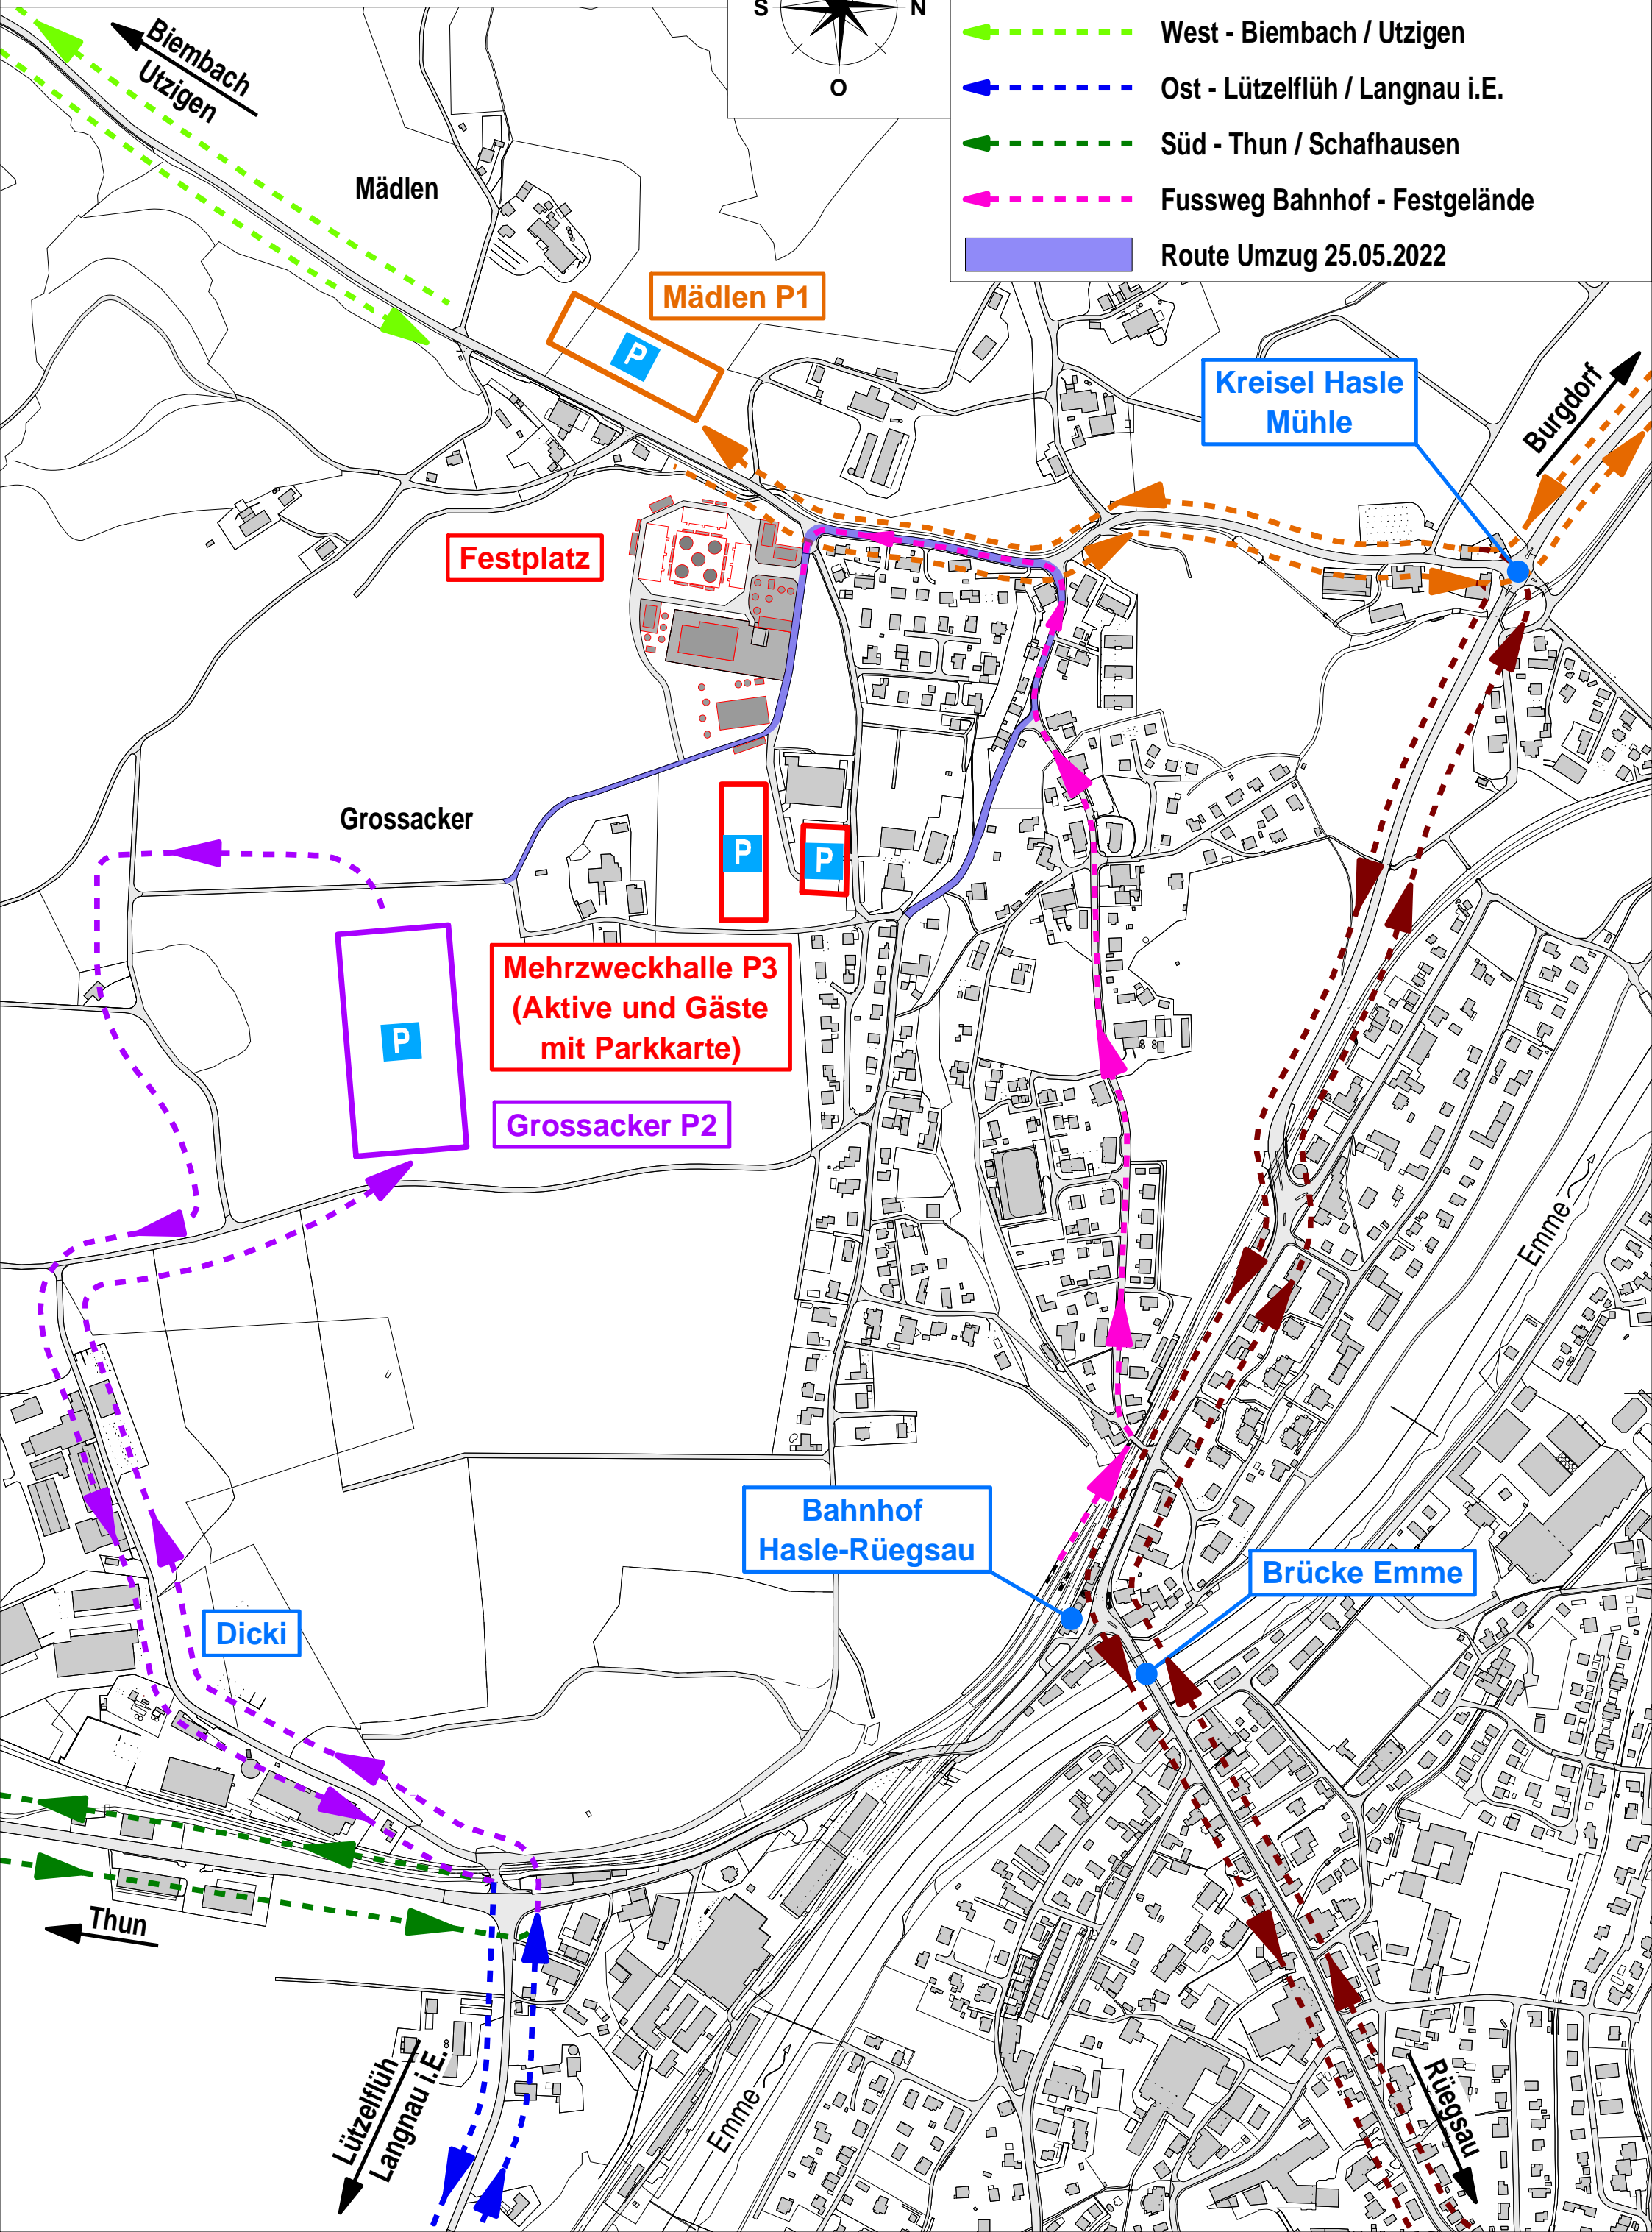 S
N
O
West - Biembach / Utzigen
Ost - Lützelflüh / Langnau i.E.
Süd - Thun / Schafhausen
Fussweg Bahnhof - Festgelände
Route Umzug 25.05.2022
Biembach
Utzigen
Mädlen
Mädlen P1
P
Kreisel Hasle
Mühle
Burgdorf
Festplatz
Grossacker
P
P
Mehrzweckhalle P3
(Aktive und Gäste
mit Parkkarte)
P
Grossacker P2
Emme
Bahnhof
Hasle-Rüegsau
Brücke Emme
Dicki
Thun
Lützelflüh
Langnau i.E.
Emme
Rüegsau